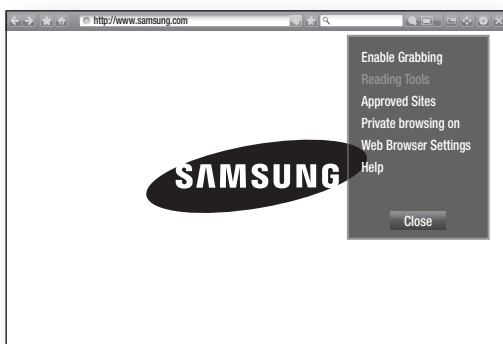 http://www.samsung.com
Enable Grabbing
Reading Tools
Approved Sites
Private browsing on
Web Browser Settings
Help
SAMSUNG
Close